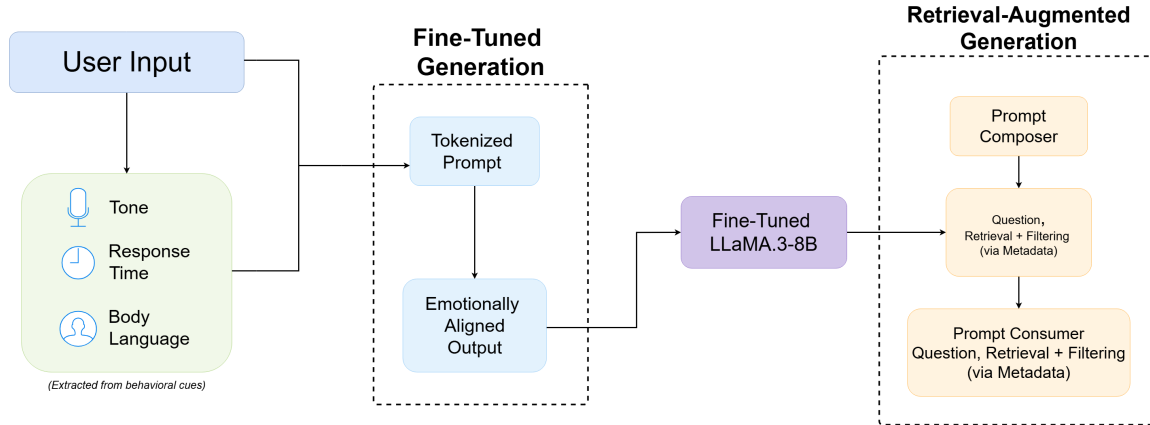 User Input
Tone
Response
Time
Body
Language
(Extracted from behavioral cues)
Fine-Tuned
Generation
Tokenized
Prompt
Emotionally
Aligned
Output
Fine-Tuned
LLaMA.3-8B
Retrieval-Augmented
Generation
Prompt
Composer
Question,
Retrieval + Filtering
(via Metadata)
Prompt Consumer
Question, Retrieval + Filtering
(via Metadata)